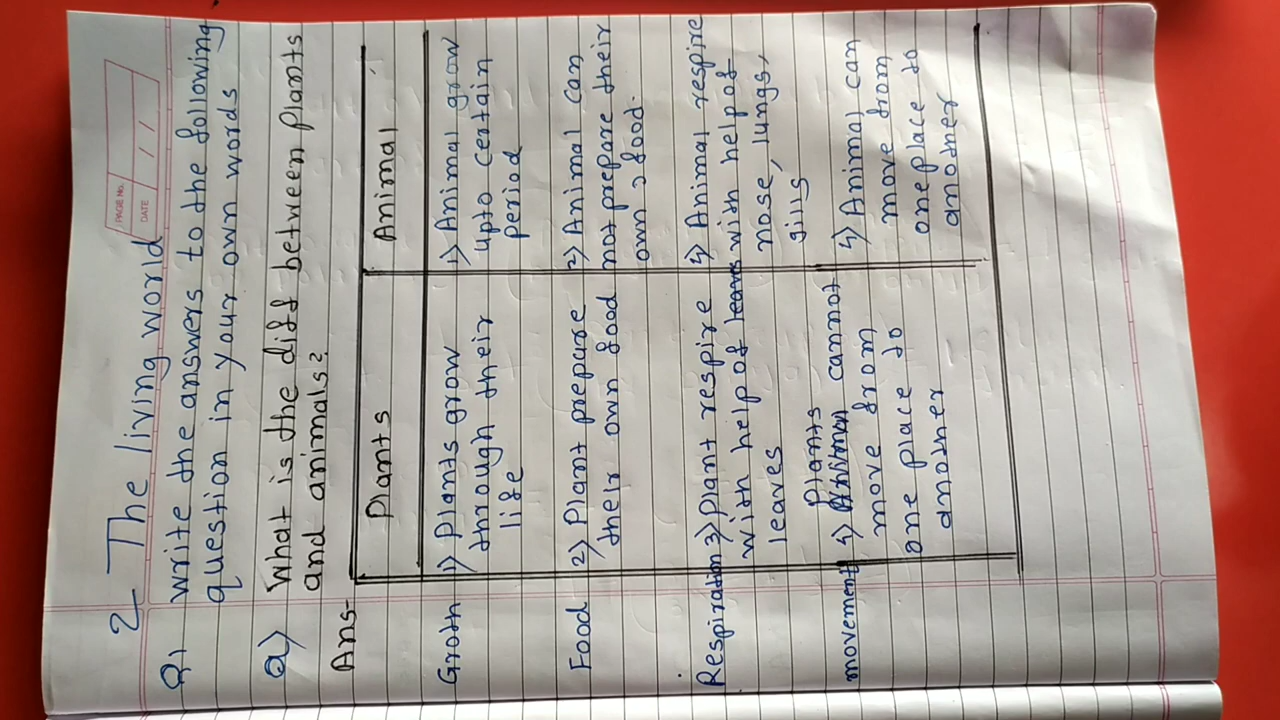 PAGE No.
DATE / /
2 The living world
Q1 write the answers to the following
question in your own words
a) What is the diff between plants
and animals?
Ans-
Plants Animal
Groth 1) plants grow 1) Animal grow
through their upto certain
life period
Food 2) Plant prepare 2) Animal can
their own food not prepare their
own food.
Respiration 3) plant respire 4) Animal respire
with help of leaves with help of
leaves nose, lungs,
gills
Plants
movement 4) Animal cannot 4) Animal can
move from move from
one place to one place to
another another